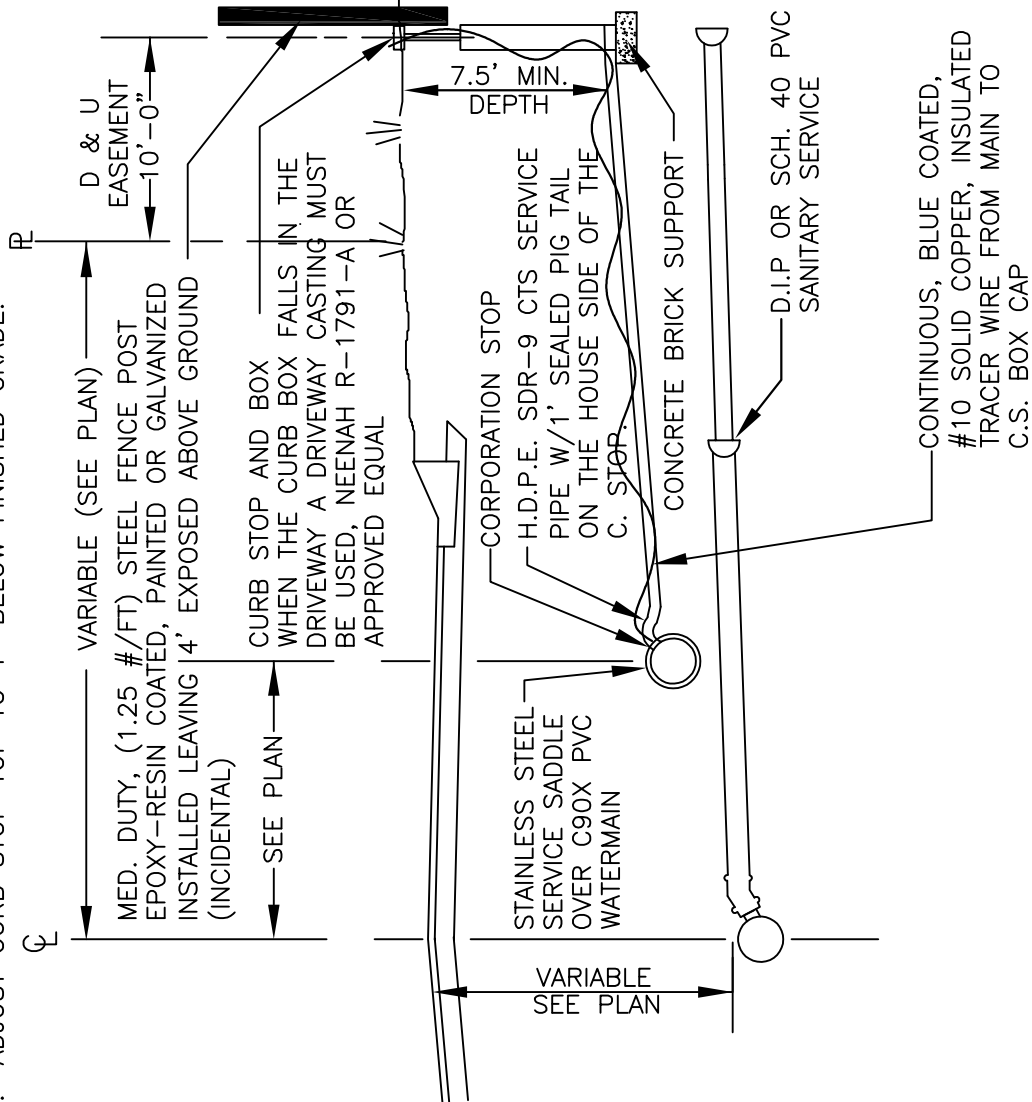 ADJUST CURB STOP TOP TO 1" BELOW FINISHED GRADE.
℄
℄
VARIABLE (SEE PLAN)
D & U
EASEMENT
10'-0"
MED. DUTY, (1.25 #/FT) STEEL FENCE POST
EPOXY-RESIN COATED, PAINTED OR GALVANIZED
INSTALLED LEAVING 4' EXPOSED ABOVE GROUND
(INCIDENTAL)
CURB STOP AND BOX
WHEN THE CURB BOX FALLS IN THE
DRIVEWAY A DRIVEWAY CASTING MUST
BE USED, NEENAH R-1791-A OR
APPROVED EQUAL
SEE PLAN
7.5' MIN.
DEPTH
CORPORATION STOP
H.D.P.E. SDR-9 CTS SERVICE
PIPE W/1' SEALED PIG TAIL
ON THE HOUSE SIDE OF THE
C. STOP.
CONCRETE BRICK SUPPORT
STAINLESS STEEL
SERVICE SADDLE
OVER C90X PVC
WATERMAIN
VARIABLE
SEE PLAN
D.I.P OR SCH. 40 PVC
SANITARY SERVICE
CONTINUOUS, BLUE COATED,
#10 SOLID COPPER, INSULATED
TRACER WIRE FROM MAIN TO
C.S. BOX CAP